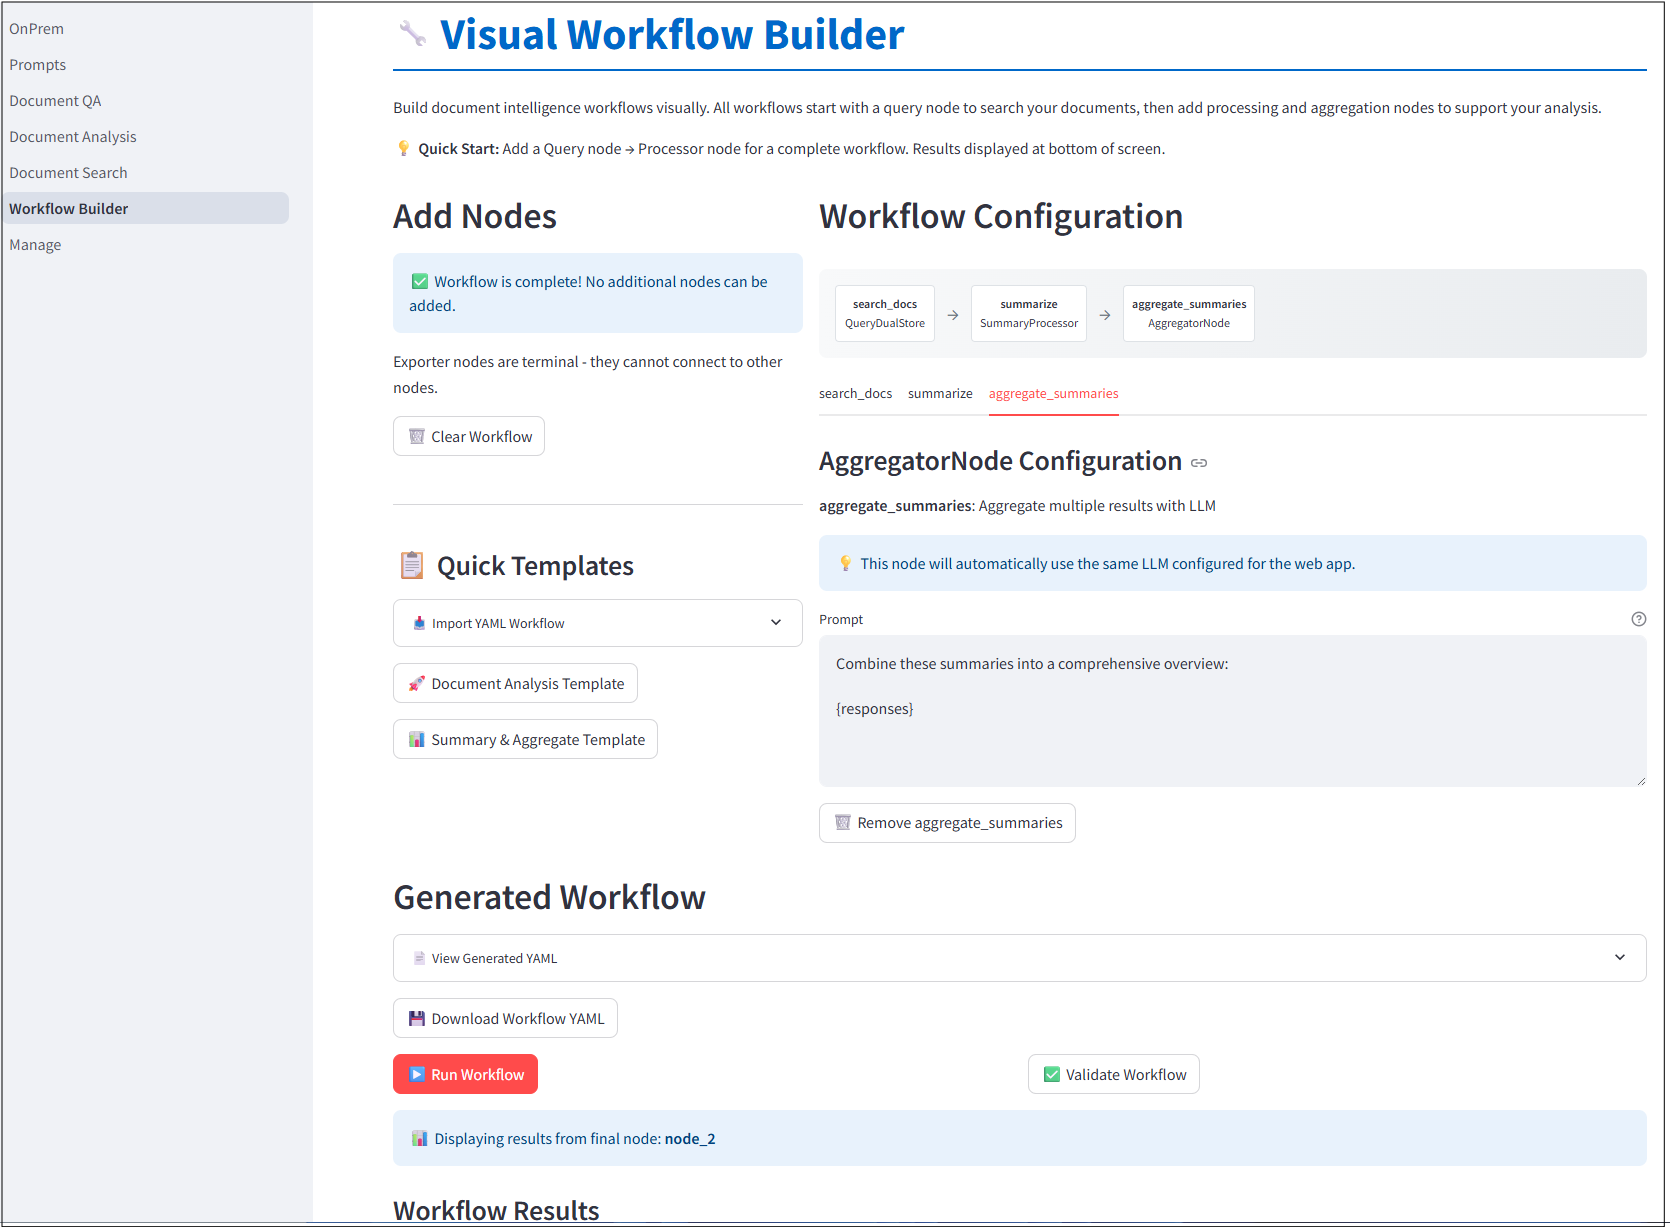 OnPrem
Prompts
Document QA
Document Analysis
Document Search
Workflow Builder
Manage
Visual Workflow Builder
Build document intelligence workflows visually. All workflows start with a query node to search your documents, then add processing and aggregation nodes to support your analysis.
Quick Start: Add a Query node → Processor node for a complete workflow. Results displayed at bottom of screen.
Add Nodes
Workflow is complete! No additional nodes can be
added.
Exporter nodes are terminal - they cannot connect to other
nodes.
Clear Workflow
Quick Templates
Import YAML Workflow
Document Analysis Template
Summary & Aggregate Template
Workflow Configuration
search_docs
QueryDualStore
→
summarize
SummaryProcessor
→
aggregate_summaries
AggregatorNode
search_docs summarize aggregate_summaries
AggregatorNode Configuration
aggregate_summaries: Aggregate multiple results with LLM
This node will automatically use the same LLM configured for the web app.
Prompt
Combine these summaries into a comprehensive overview:
{responses}
Remove aggregate_summaries
Generated Workflow
View Generated YAML
Download Workflow YAML
Run Workflow
Validate Workflow
Displaying results from final node: node_2
Workflow Results